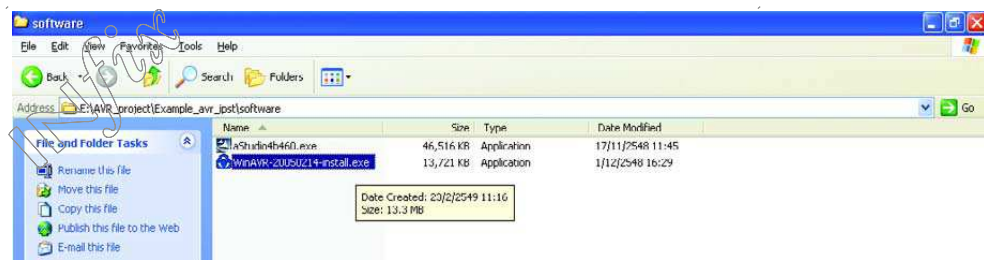 software
File Edit View Favorites Tools Help
Back Search Folders
Address E:\AVR_project\Example_avr_ipst\software Go
Name Size Type Date Modified
File and Folder Tasks
aStudio4b460.exe 46,516 KB Application 17/11/2548 11:45
WinAVR-20050214-install.exe 13,721 KB Application 1/12/2548 16:29
Rename this file
Move this file
Copy this file
Publish this file to the Web
E-mail this file
Date Created: 20/2/2549 11:16
Size: 13.3 MB
INfix